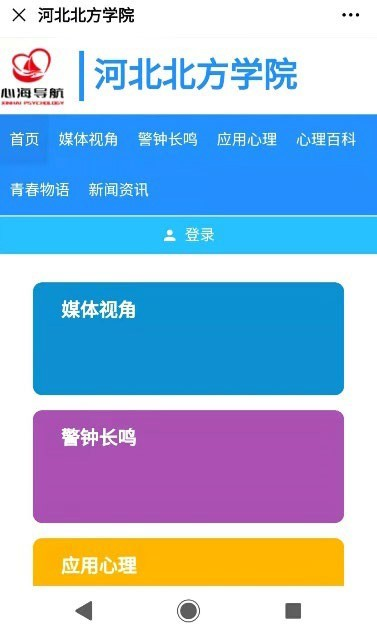 河北北方学院
心海导航
XINHAI PSYCHOLOGY
河北北方学院
首页 媒体视角 警钟长鸣 应用心理 心理百科
青春物语 新闻资讯
登录
媒体视角
警钟长鸣
应用心理